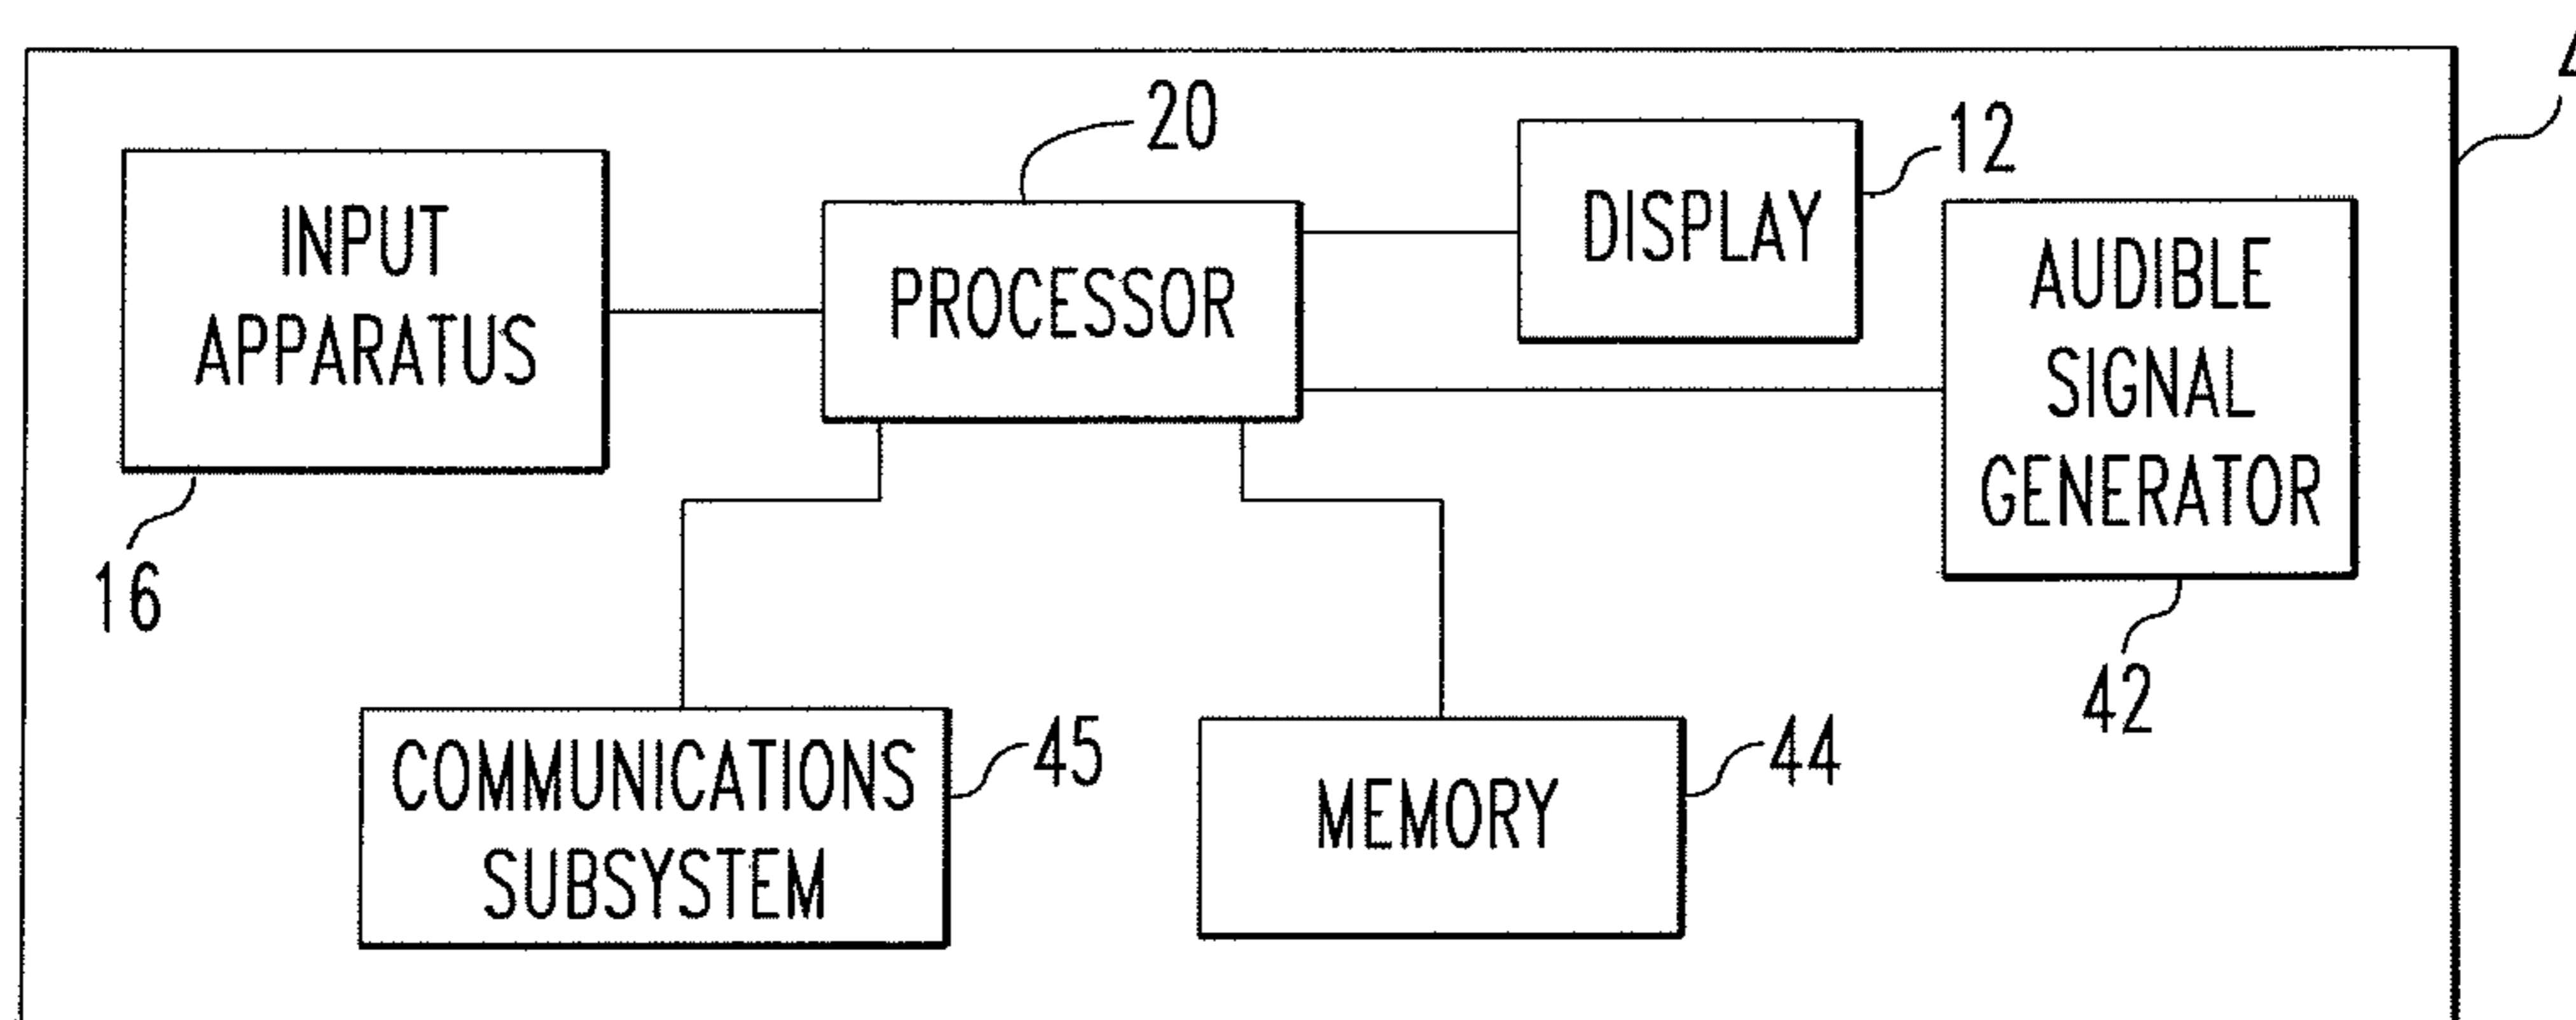 20
12
INPUT
APPARATUS
PROCESSOR
DISPLAY
AUDIBLE
SIGNAL
GENERATOR
16
42
COMMUNICATIONS
SUBSYSTEM
45
MEMORY
44